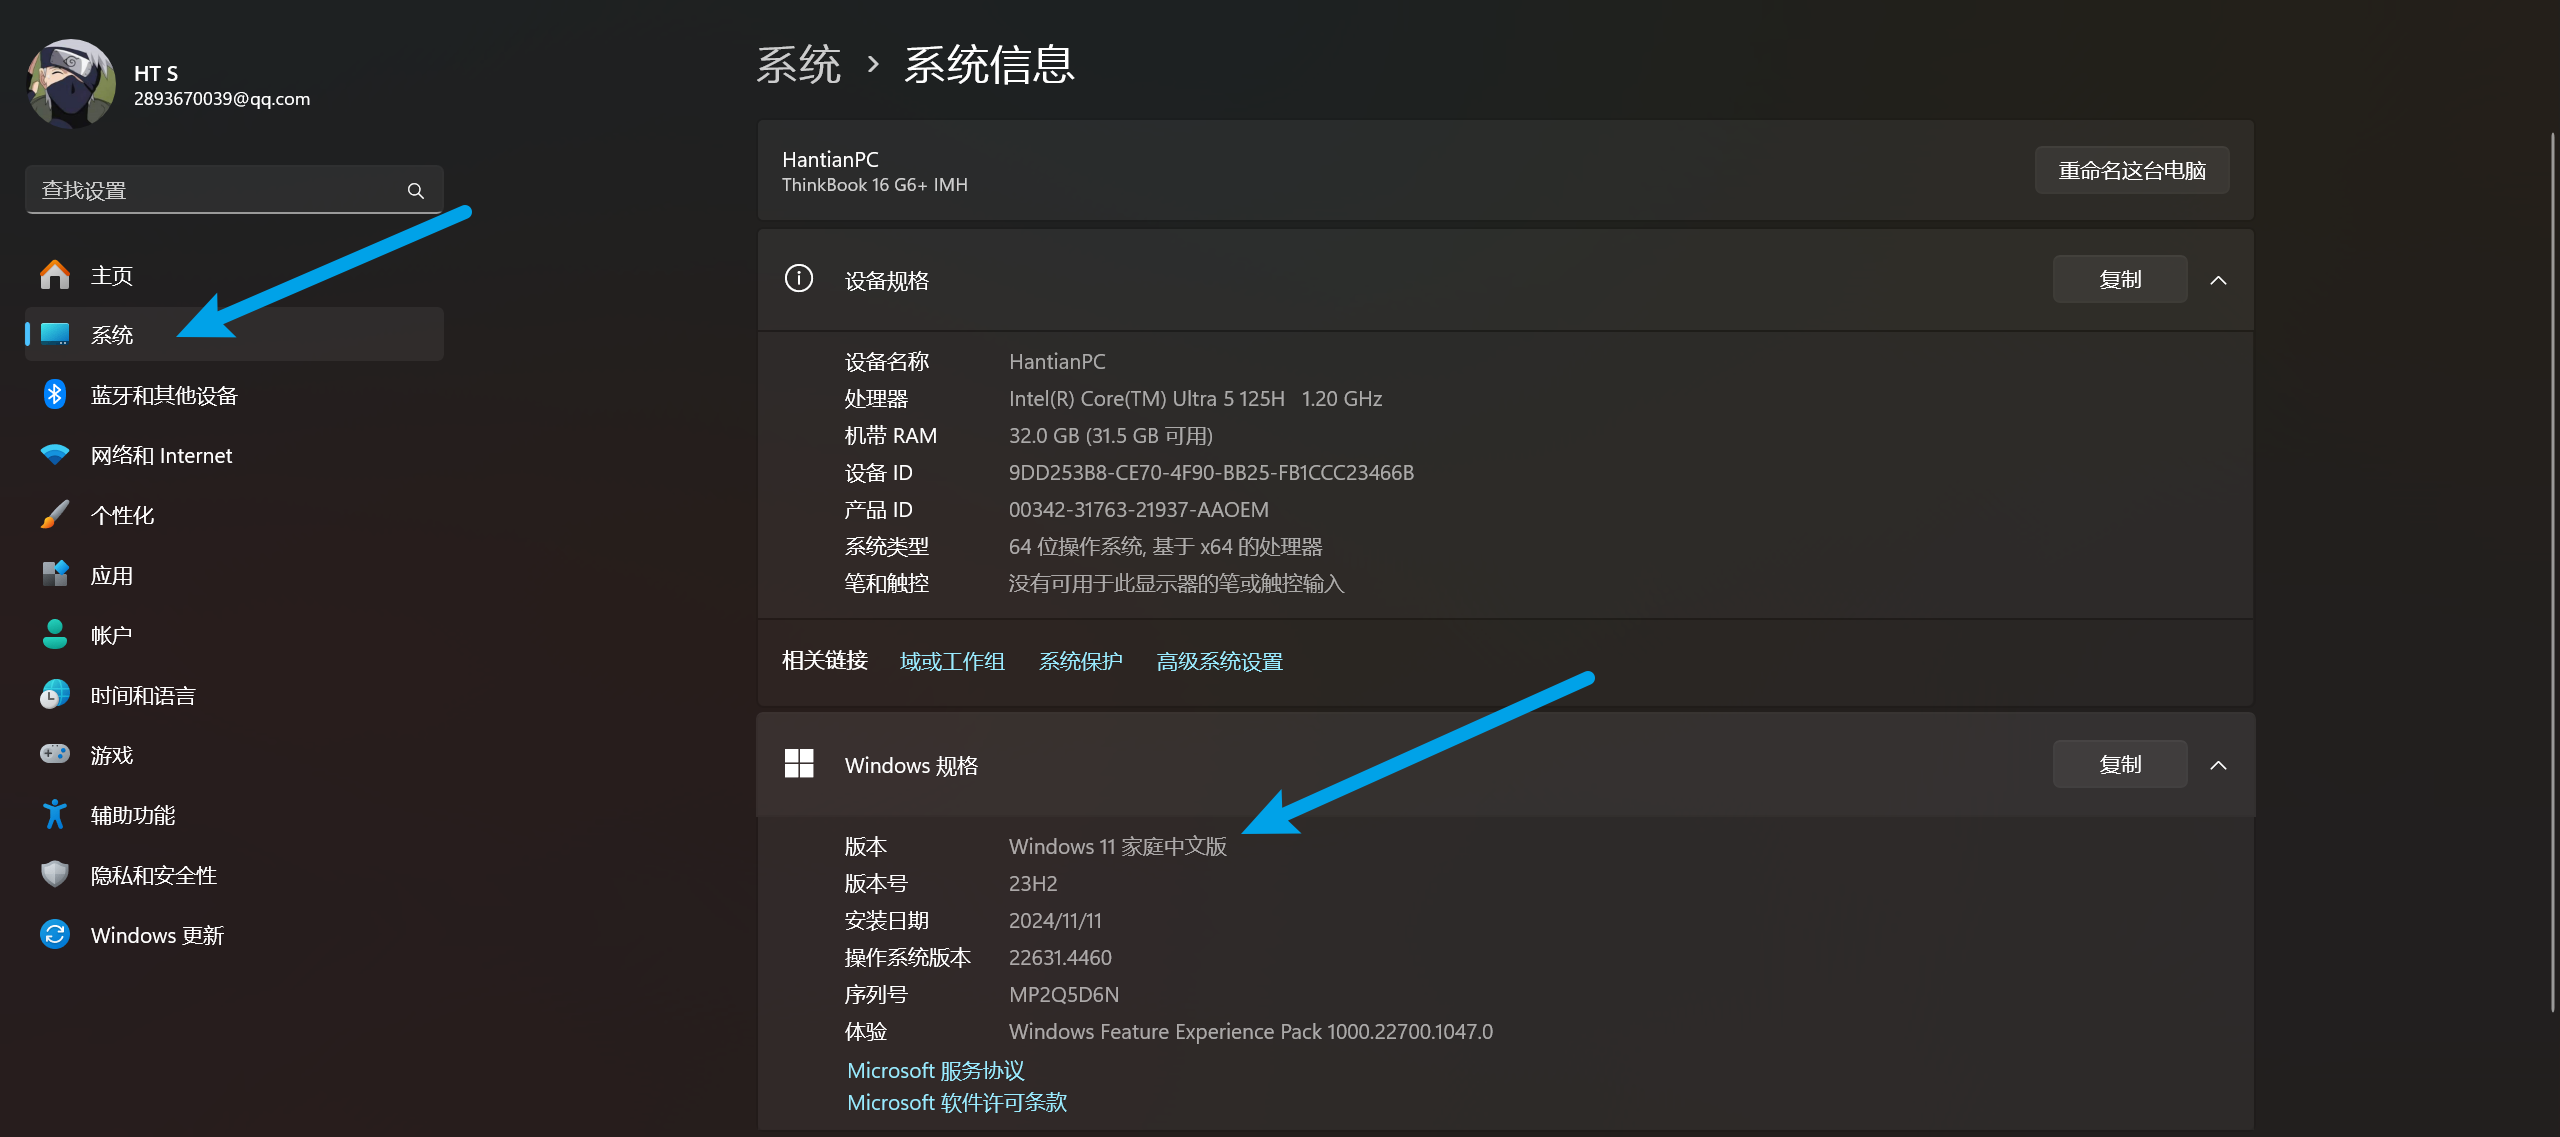 HT S
2893670039@qq.com
查找设置
主页
系统
蓝牙和其他设备
网络和 Internet
个性化
应用
帐户
时间和语言
游戏
辅助功能
隐私和安全性
Windows 更新
系统 › 系统信息
HantianPC
ThinkBook 16 G6+ IMH
重命名这台电脑
设备规格
复制
设备名称 HantianPC
处理器 Intel(R) Core(TM) Ultra 5 125H 1.20 GHz
机带 RAM 32.0 GB (31.5 GB 可用)
设备 ID 9DD253B8-CE70-4F90-BB25-FB1CCC23466B
产品 ID 00342-31763-21937-AAOEM
系统类型 64 位操作系统, 基于 x64 的处理器
笔和触控 没有可用于此显示器的笔或触控输入
相关链接 域或工作组 系统保护 高级系统设置
Windows 规格
复制
版本 Windows 11 家庭中文版
版本号 23H2
安装日期 2024/11/11
操作系统版本 22631.4460
序列号 MP2Q5D6N
体验 Windows Feature Experience Pack 1000.22700.1047.0
Microsoft 服务协议
Microsoft 软件许可条款